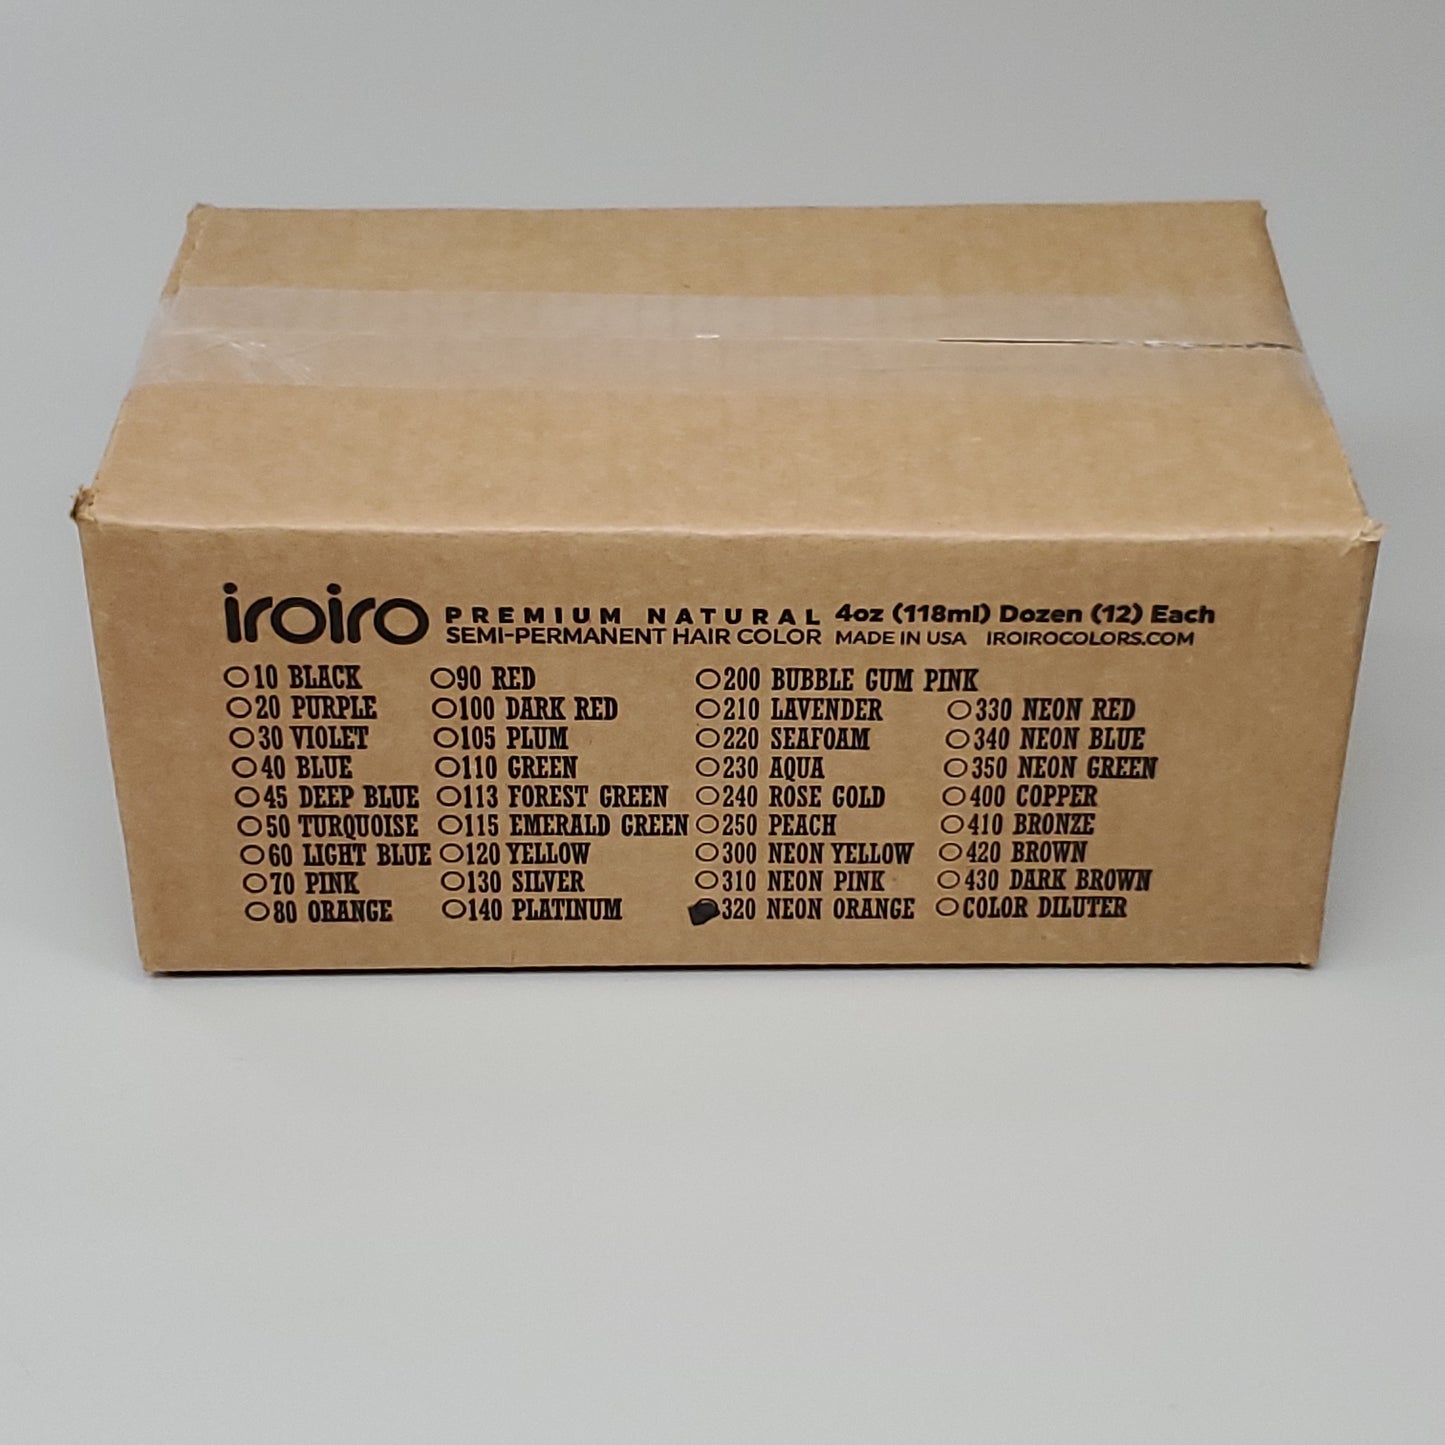 iroiro PREMIUM NATURAL 4oz (118ml) Dozen (12) Each
SEMI-PERMANENT HAIR COLOR MADE IN USA IROIROCOLORS.COM
10 BLACK
20 PURPLE
30 VIOLET
40 BLUE
45 DEEP BLUE
50 TURQUOISE
60 LIGHT BLUE
70 PINK
80 ORANGE
90 RED
100 DARK RED
105 PLUM
110 GREEN
113 FOREST GREEN
115 EMERALD GREEN
120 YELLOW
130 SILVER
140 PLATINUM
200 BUBBLE GUM PINK
210 LAVENDER
220 SEAFOAM
230 AQUA
240 ROSE GOLD
250 PEACH
300 NEON YELLOW
310 NEON PINK
320 NEON ORANGE
330 NEON RED
340 NEON BLUE
350 NEON GREEN
400 COPPER
410 BRONZE
420 BROWN
430 DARK BROWN
COLOR DILUTER